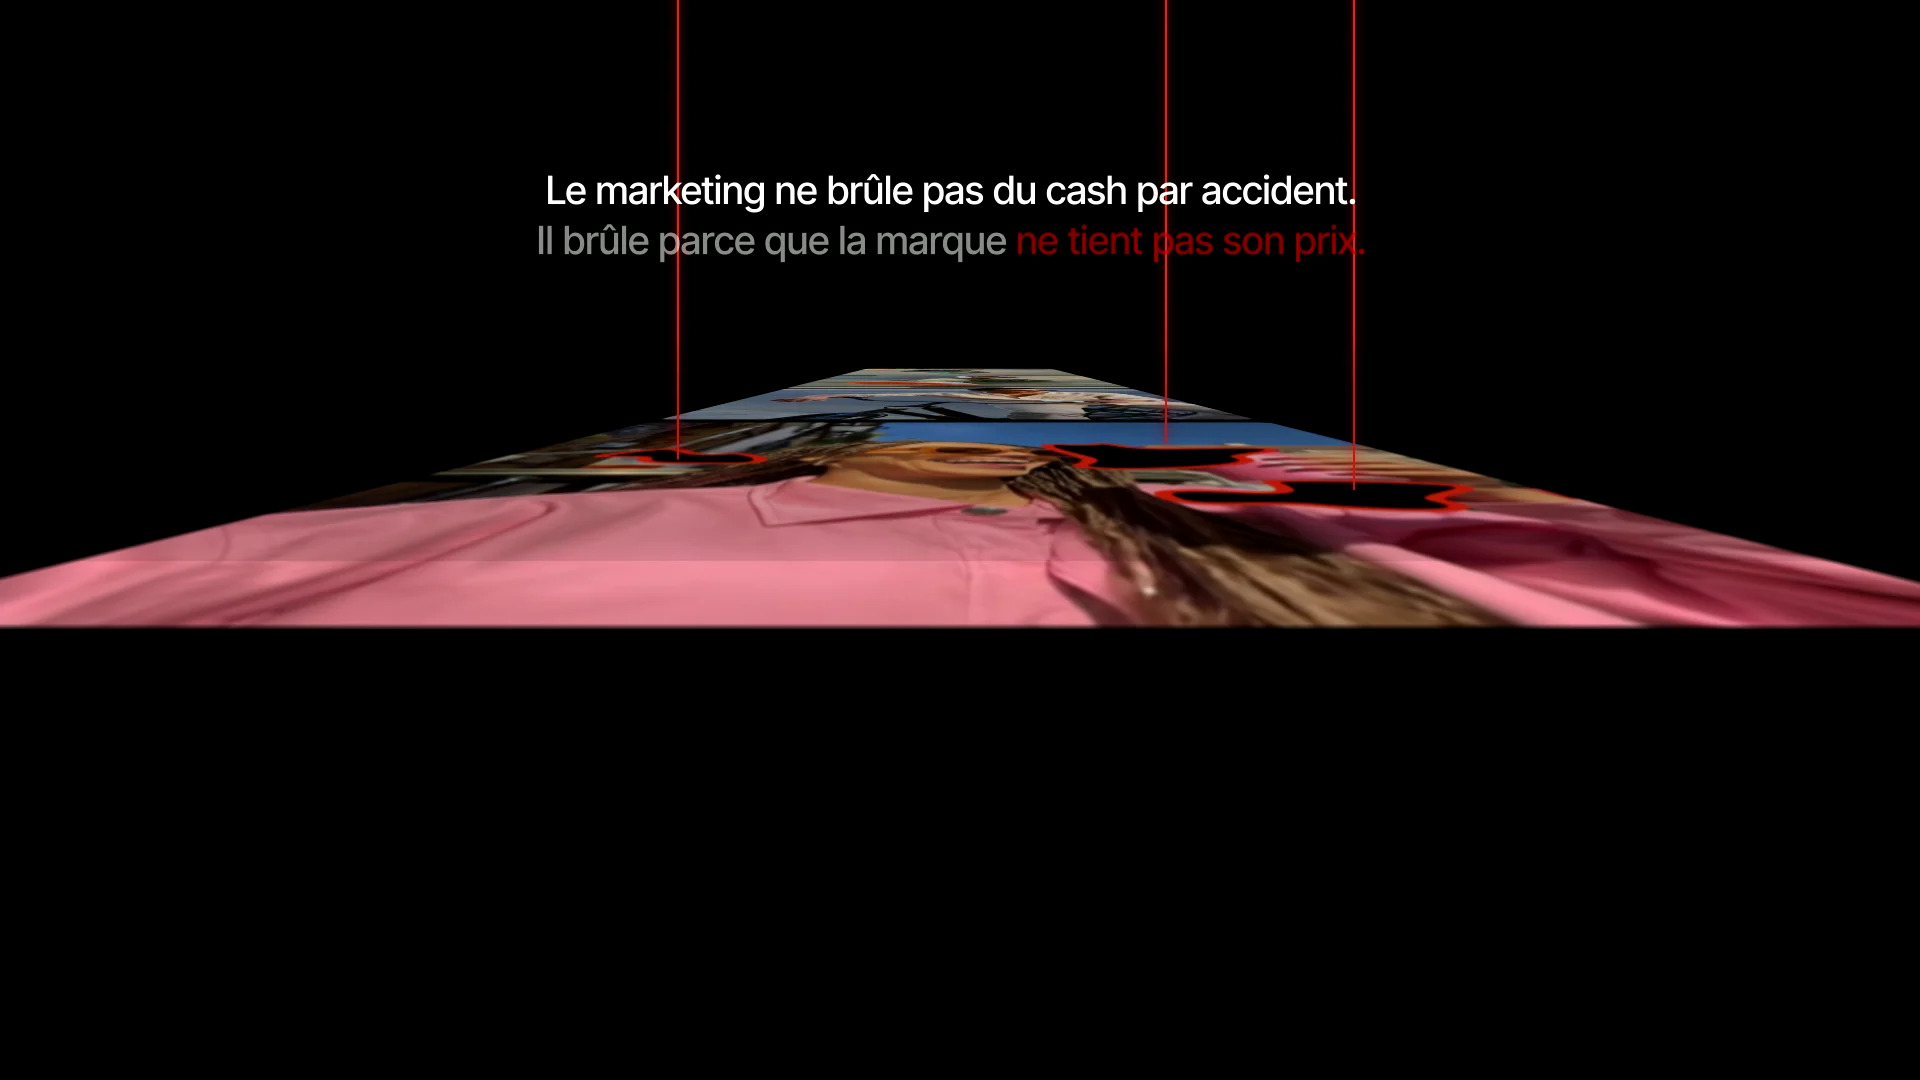 Le marketing ne brûle pas du cash par accident.
Il brûle parce que la marque ne tient pas son prix.